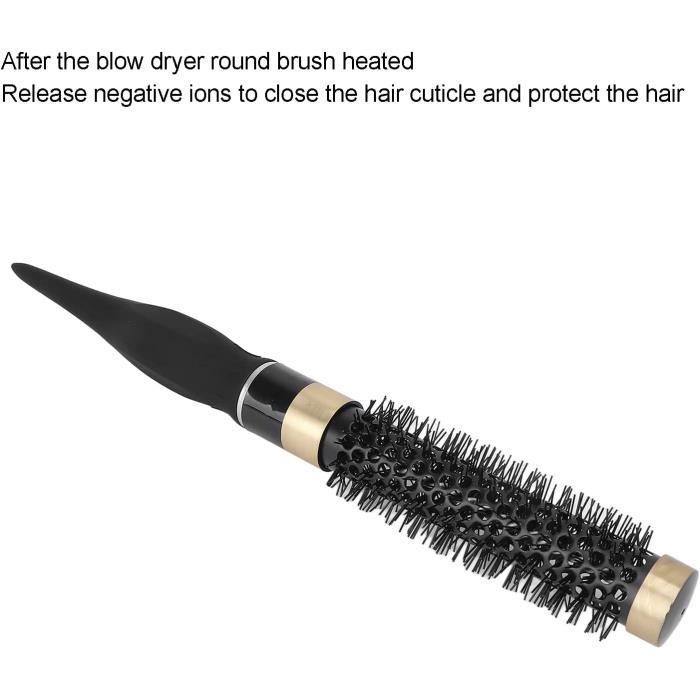 After the blow dryer round brush heated
Release negative ions to close the hair cuticle and protect the hair